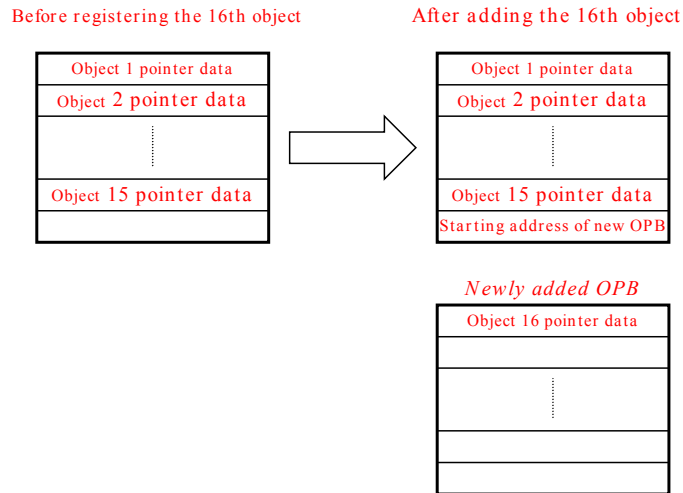 Before registering the 16th object
Object 1 pointer data
Object 2 pointer data
Object 15 pointer data
After adding the 16th object
Object 1 pointer data
Object 2 pointer data
Object 15 pointer data
Starting address of new OPB
Newly added OPB
Object 16 pointer data